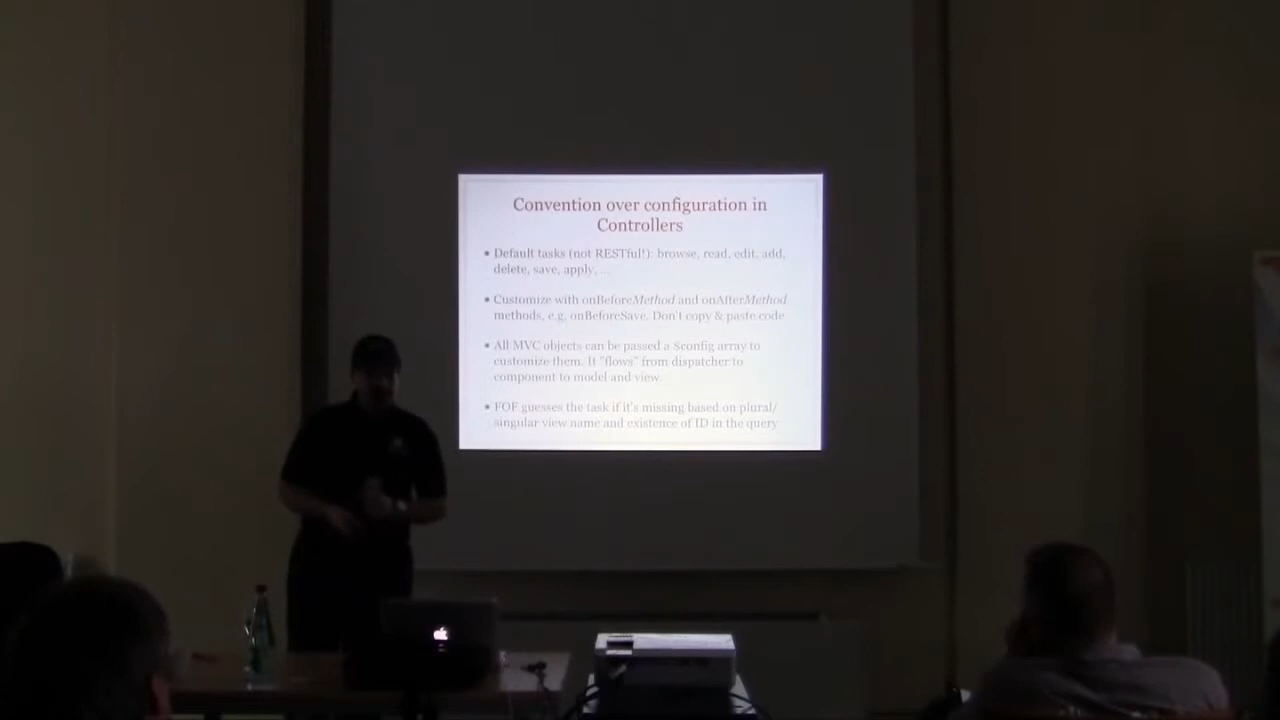 Convention over configuration in
Controllers
• Default tasks (not RESTful!): browse, read, edit, add,
delete, save, apply, ...
• Customize with onBeforeMethod and onAfterMethod
methods, e.g. onBeforeSave. Don't copy & paste code
• All MVC objects can be passed a $config array to
customize them. It "flows" from dispatcher to
component to model and view.
• FOF guesses the task if it's missing based on plural/
singular view name and existence of ID in the query